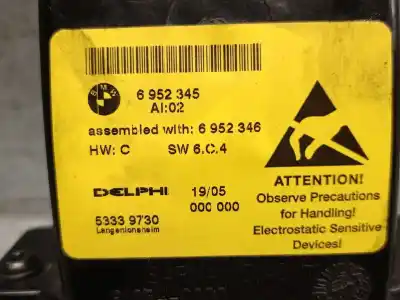 BMW
6 952 345
AI:02
assembled with: 6 952 346
HW: C SW 6.C.4
DELPHI 19/05
5333 9730 000 000
Langenlonsheim
ATTENTION!
Observe Precautions
for Handling!
Electrostatic Sensitive
Devices!